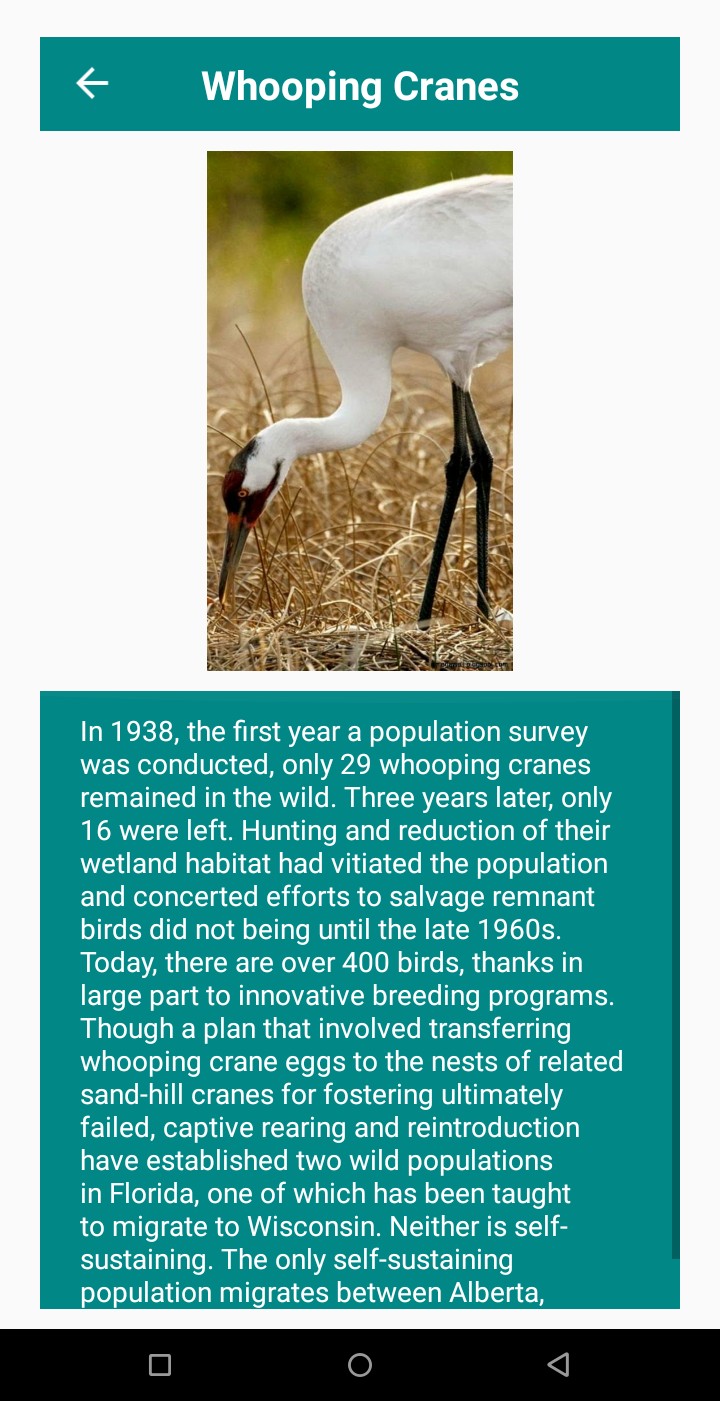 Whooping Cranes
In 1938, the first year a population survey
was conducted, only 29 whooping cranes
remained in the wild. Three years later, only
16 were left. Hunting and reduction of their
wetland habitat had vitiated the population
and concerted efforts to salvage remnant
birds did not being until the late 1960s.
Today, there are over 400 birds, thanks in
large part to innovative breeding programs.
Though a plan that involved transferring
whooping crane eggs to the nests of related
sand-hill cranes for fostering ultimately
failed, captive rearing and reintroduction
have established two wild populations
in Florida, one of which has been taught
to migrate to Wisconsin. Neither is self-
sustaining. The only self-sustaining
population migrates between Alberta,